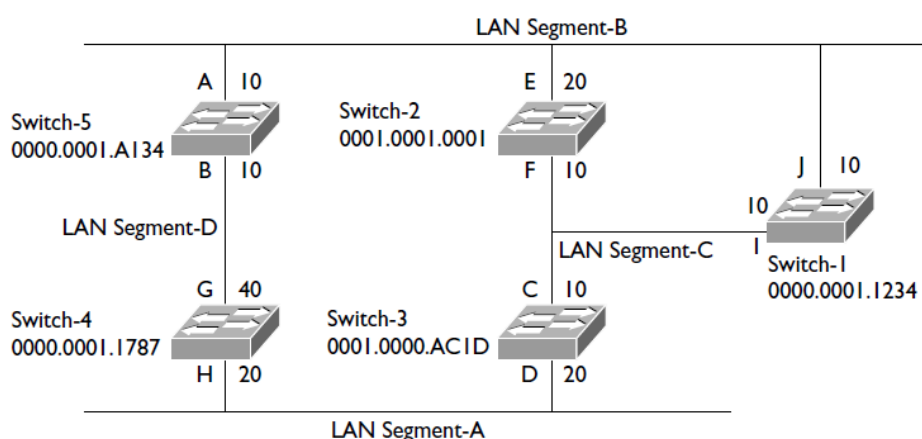 LAN Segment-B
A 10
E 20
Switch-5
0000.0001.A134
Switch-2
0001.0001.0001
B 10
F 10
J 10
10
LAN Segment-D
LAN Segment-C
I
Switch-1
0000.0001.1234
G 40
C 10
Switch-4
0000.0001.1787
Switch-3
0001.0000.AC1D
H 20
D 20
LAN Segment-A